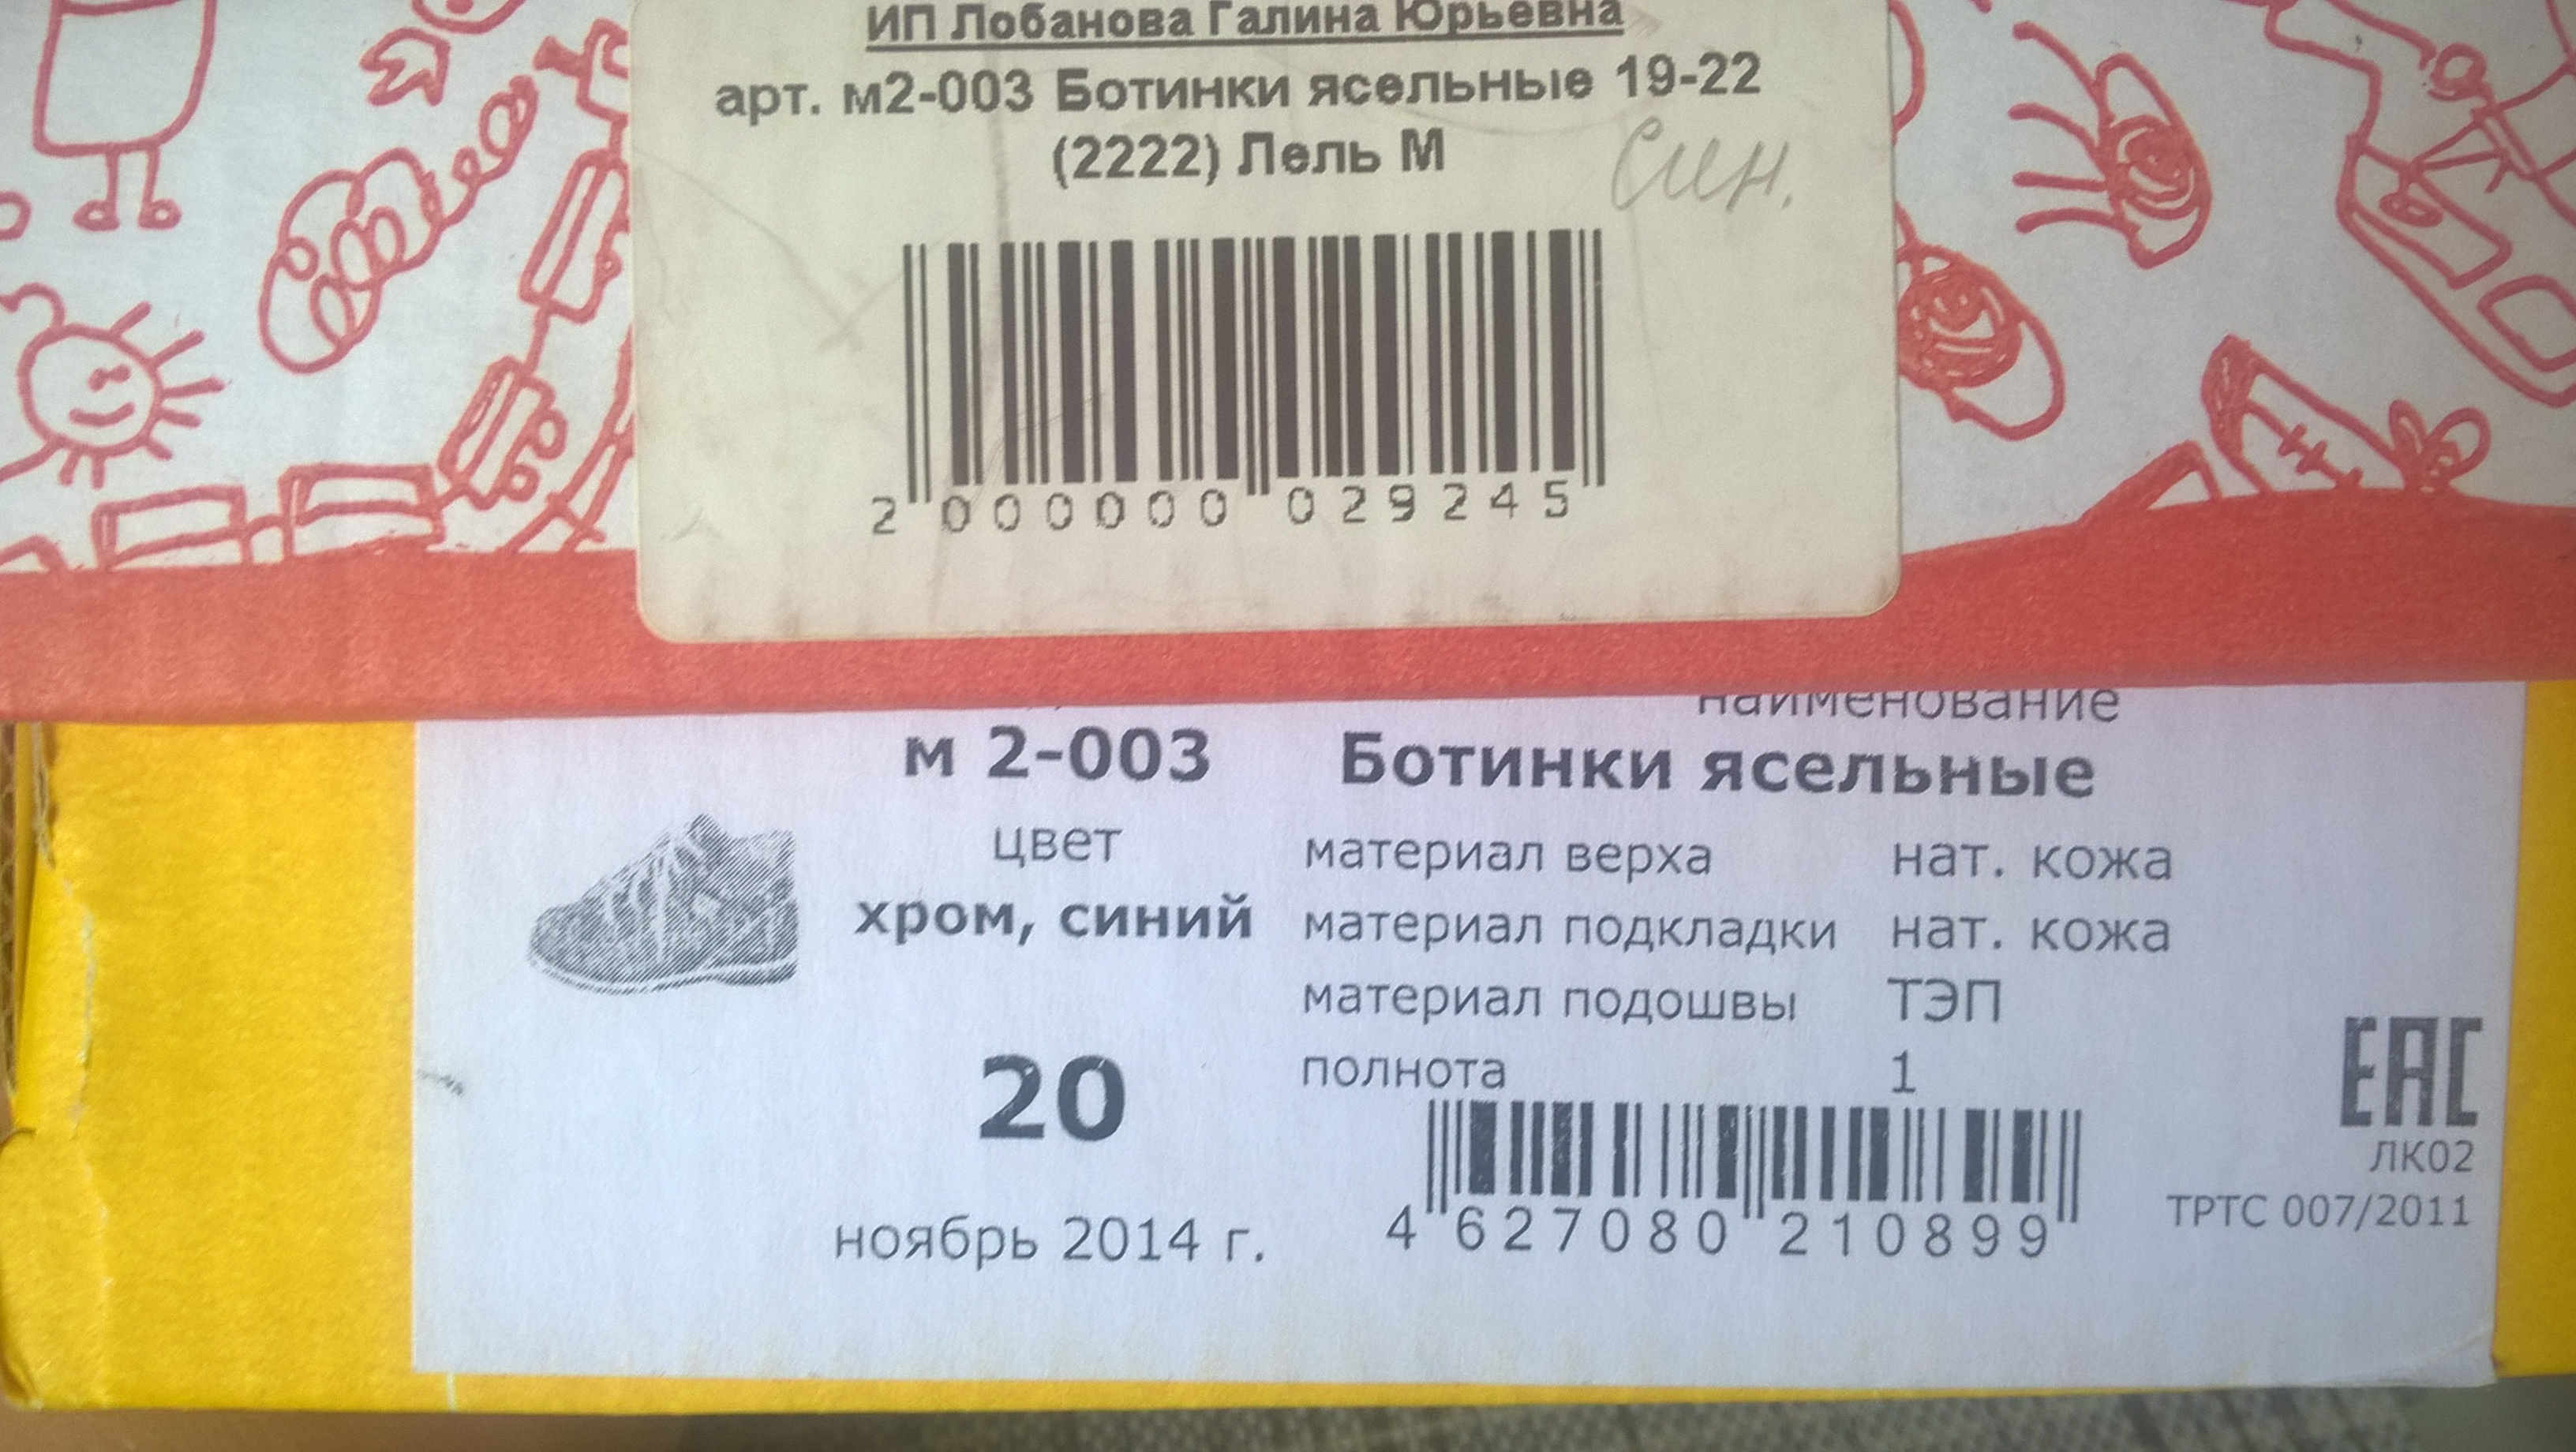 ИП Лобанова Галина Юрьевна
арт. м2-003 Ботинки ясельные 19-22
(2222) Лель М
син.
2 000000 029245
наименование
м 2-003
Ботинки ясельные
цвет
хром, синий
материал верха нат. кожа
материал подкладки нат. кожа
материал подошвы ТЭП
полнота 1
20
ноябрь 2014 г.
4 627080 210899
EAC
ЛК02
ТРТС 007/2011